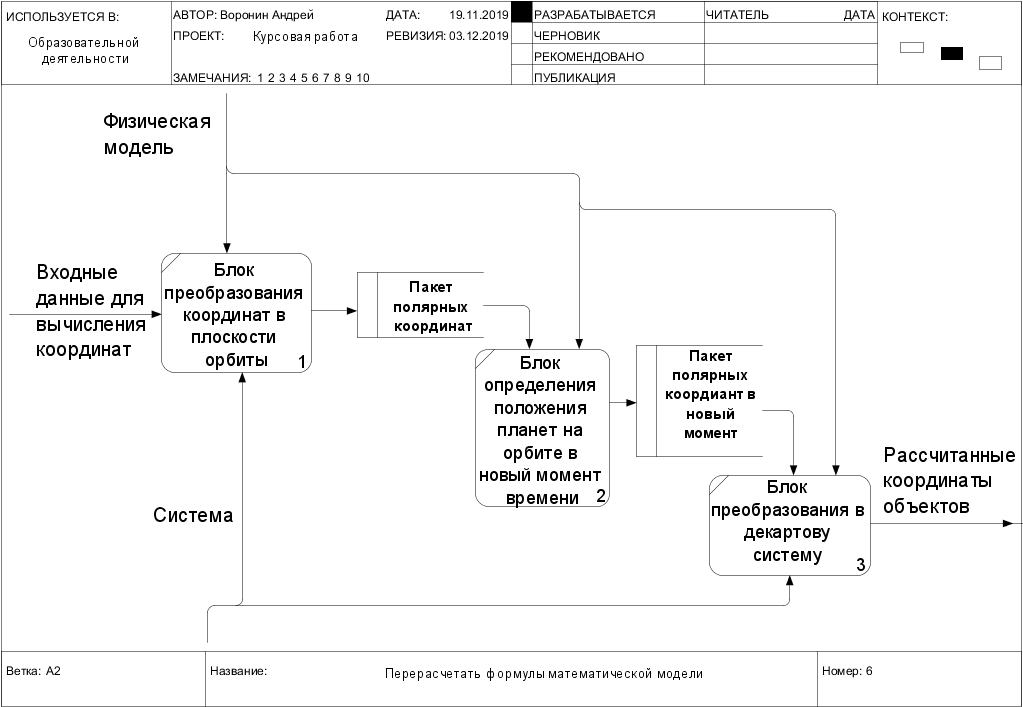 ИСПОЛЬЗУЕТСЯ В:
Образовательной
деятельности
АВТОР: Воронин Андрей
ДАТА: 19.11.2019
ПРОЕКТ: Курсовая работа
РЕВИЗИЯ: 03.12.2019
ЗАМЕЧАНИЯ: 1 2 3 4 5 6 7 8 9 10
РАЗРАБАТЫВАЕТСЯ
ЧЕРНОВИК
РЕКОМЕНДОВАНО
ПУБЛИКАЦИЯ
ЧИТАТЕЛЬ ДАТА
КОНТЕКСТ:
Физическая
модель
Входные
данные для
вычисления
координат
Блок
преобразования
координат в
плоскости
орбиты
1
Пакет
полярных
координат
Блок
определения
положения
планет на
орбите в
новый момент
времени
2
Пакет
полярных
коордиант в
новый
момент
Блок
преобразования в
декартову
систему
3
Рассчитанные
координаты
объектов
Система
Ветка: A2
Название:
Перерасчетать формулы математической модели
Номер: 6